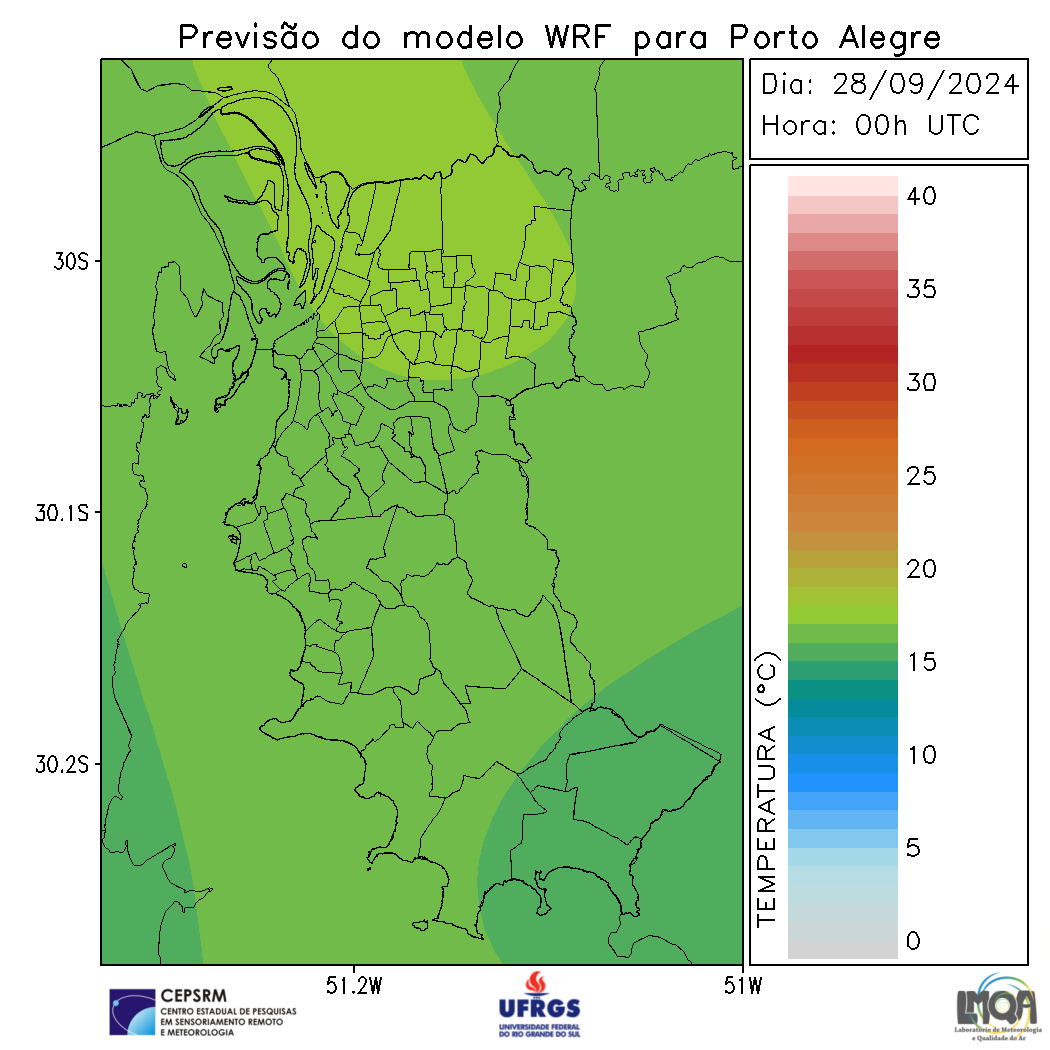 Previsão do modelo WRF para Porto Alegre
Dia: 28/09/2024
Hora: 00h UTC
30S
30.1S
30.2S
51.2W
51W
TEMPERATURA (°C)
40
35
30
25
20
15
10
5
0
CEPSRM
CENTRO ESTADUAL DE PESQUISAS
EM SENSORIAMENTO REMOTO
E METEOROLOGIA
UFRGS
UNIVERSIDADE FEDERAL
DO RIO GRANDE DO SUL
LMQA
Laboratório de Meteorologia
e Qualidade do Ar